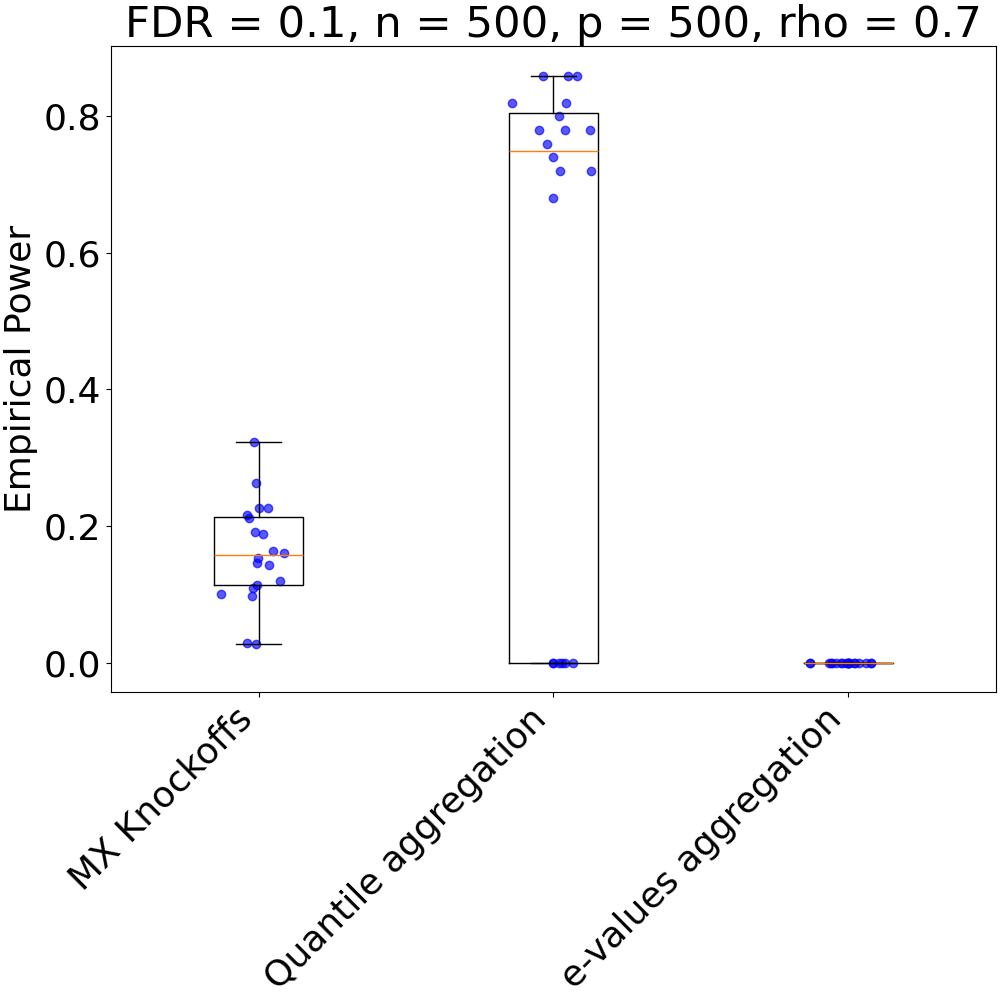 FDR = 0.1, n = 500, p = 500, rho = 0.7
Empirical Power
0.8
0.6
0.4
0.2
0.0
MX Knockoffs
Quantile aggregation
e-values aggregation